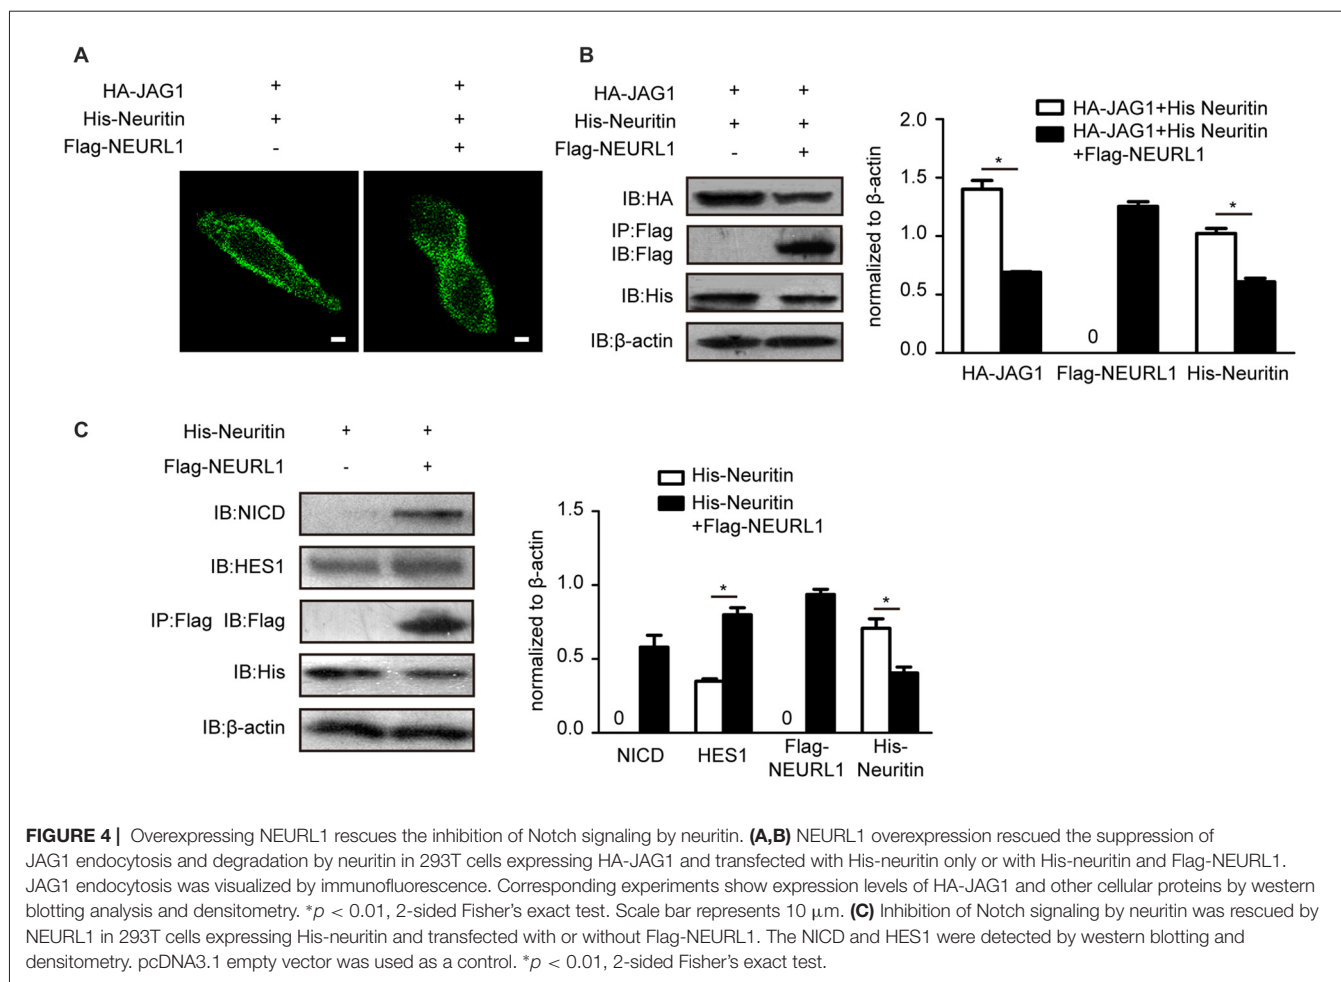 A
HA-JAG1 + +
His-Neuritin + +
Flag-NEURL1 - +
B
HA-JAG1 + +
His-Neuritin + +
Flag-NEURL1 - +
IB:HA
IP:Flag
IB:Flag
IB:His
IB:β-actin
HA-JAG1+His Neuritin
HA-JAG1+His Neuritin
+Flag-NEURL1
normalized to β-actin
2.0
1.5
1.0
0.5
0.0
*
0
*
HA-JAG1 Flag-NEURL1 His-Neuritin
C
His-Neuritin + +
Flag-NEURL1 - +
IB:NICD
IB:HES1
IP:Flag IB:Flag
IB:His
IB:β-actin
His-Neuritin
His-Neuritin
+Flag-NEURL1
normalized to β-actin
1.5
1.0
0.5
0.0
0
*
0
*
NICD HES1 Flag-NEURL1 His-Neuritin
FIGURE 4 | Overexpressing NEURL1 rescues the inhibition of Notch signaling by neuritin. (A,B) NEURL1 overexpression rescued the suppression of
JAG1 endocytosis and degradation by neuritin in 293T cells expressing HA-JAG1 and transfected with His-neuritin only or with His-neuritin and Flag-NEURL1.
JAG1 endocytosis was visualized by immunofluorescence. Corresponding experiments show expression levels of HA-JAG1 and other cellular proteins by western
blotting analysis and densitometry. *p < 0.01, 2-sided Fisher's exact test. Scale bar represents 10 μm. (C) Inhibition of Notch signaling by neuritin was rescued by
NEURL1 in 293T cells expressing His-neuritin and transfected with or without Flag-NEURL1. The NICD and HES1 were detected by western blotting and
densitometry. pcDNA3.1 empty vector was used as a control. *p < 0.01, 2-sided Fisher's exact test.